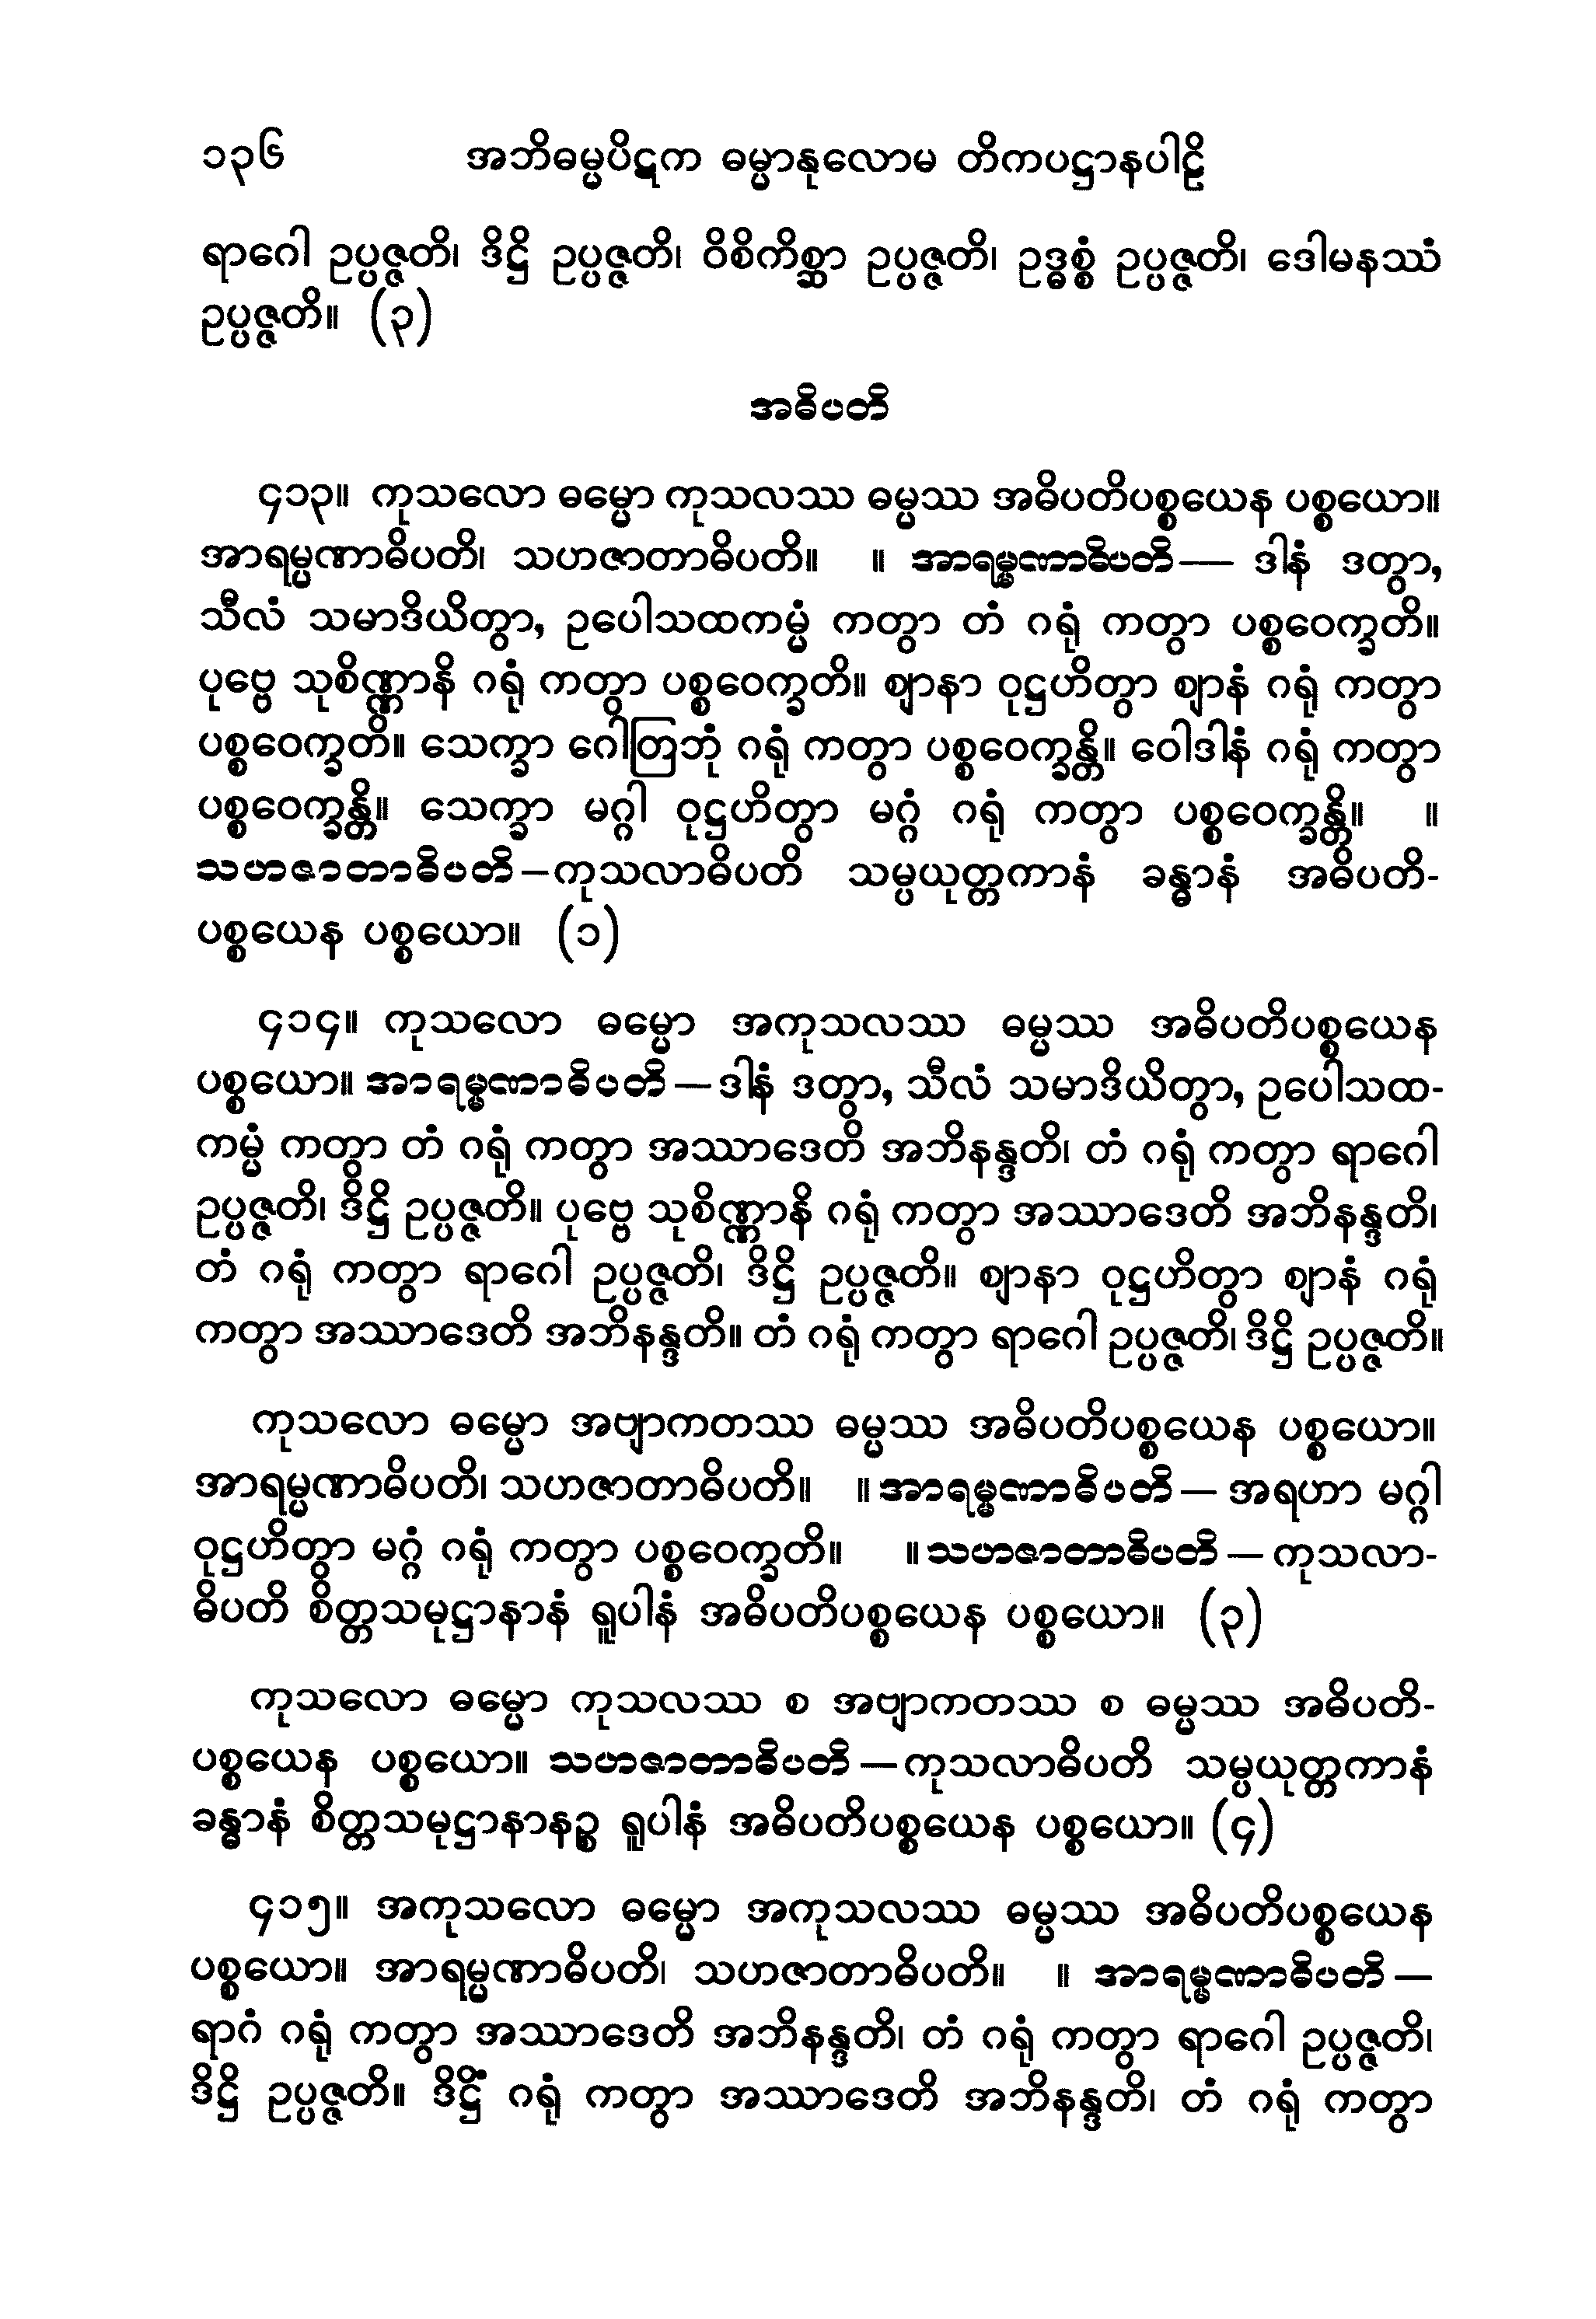 ၁၃၆ အဘိဓမ္မပိဋက ဓမ္မာနုလောမ တိကပဋ္ဌာနပါဠိ
ရာဂေါ ဥပ္ပဇ္ဇတိ၊ ဒိဋ္ဌိ ဥပ္ပဇ္ဇတိ၊ ဝိစိကိစ္ဆာ ဥပ္ပဇ္ဇတိ၊ ဥဒ္ဓစ္စံ ဥပ္ပဇ္ဇတိ၊ ဒေါမနဿံ
ဥပ္ပဇ္ဇတိ။ (၃)
အဓိပတိ
၄၁၃။ ကုသလော ဓမ္မော ကုသလဿ ဓမ္မဿ အဓိပတိပစ္စယေန ပစ္စယော။
အာရမ္မဏာဓိပတိ၊ သဟဇာတာဓိပတိ။ ။ အာရမ္မဏာဓိပတိ— ဒါနံ ဒတွာ,
သီလံ သမာဒိယိတွာ, ဥပေါသထကမ္မံ ကတွာ တံ ဂရုံ ကတွာ ပစ္စဝေက္ခတိ။
ပုဗ္ဗေ သုစိဏ္ဏာနိ ဂရုံ ကတွာ ပစ္စဝေက္ခတိ။ ဈာနာ ဝုဋ္ဌဟိတွာ ဈာနံ ဂရုံ ကတွာ
ပစ္စဝေက္ခတိ။ သေက္ခာ ဂေါတြဘုံ ဂရုံ ကတွာ ပစ္စဝေက္ခန္တိ။ ဝေါဒါနံ ဂရုံ ကတွာ
ပစ္စဝေက္ခန္တိ။ သေက္ခာ မဂ္ဂါ ဝုဋ္ဌဟိတွာ မဂ္ဂံ ဂရုံ ကတွာ ပစ္စဝေက္ခန္တိ။ ။
သဟဇာတာဓိပတိ—ကုသလာဓိပတိ သမ္ပယုတ္တကာနံ ခန္ဓာနံ အဓိပတိ-
ပစ္စယေန ပစ္စယော။ (၁)
၄၁၄။ ကုသလော ဓမ္မော အကုသလဿ ဓမ္မဿ အဓိပတိပစ္စယေန
ပစ္စယော။ အာရမ္မဏာဓိပတိ—ဒါနံ ဒတွာ, သီလံ သမာဒိယိတွာ, ဥပေါသထ-
ကမ္မံ ကတွာ တံ ဂရုံ ကတွာ အဿာဒေတိ အဘိနန္ဒတိ၊ တံ ဂရုံ ကတွာ ရာဂေါ
ဥပ္ပဇ္ဇတိ၊ ဒိဋ္ဌိ ဥပ္ပဇ္ဇတိ။ ပုဗ္ဗေ သုစိဏ္ဏာနိ ဂရုံ ကတွာ အဿာဒေတိ အဘိနန္ဒတိ၊
တံ ဂရုံ ကတွာ ရာဂေါ ဥပ္ပဇ္ဇတိ၊ ဒိဋ္ဌိ ဥပ္ပဇ္ဇတိ။ ဈာနာ ဝုဋ္ဌဟိတွာ ဈာနံ ဂရုံ
ကတွာ အဿာဒေတိ အဘိနန္ဒတိ။ တံ ဂရုံ ကတွာ ရာဂေါ ဥပ္ပဇ္ဇတိ၊ ဒိဋ္ဌိ ဥပ္ပဇ္ဇတိ။
ကုသလော ဓမ္မော အဗျာကတဿ ဓမ္မဿ အဓိပတိပစ္စယေန ပစ္စယော။
အာရမ္မဏာဓိပတိ၊ သဟဇာတာဓိပတိ။ ။ အာရမ္မဏာဓိပတိ— အရဟာ မဂ္ဂါ
ဝုဋ္ဌဟိတွာ မဂ္ဂံ ဂရုံ ကတွာ ပစ္စဝေက္ခတိ။ ။ သဟဇာတာဓိပတိ— ကုသလာ-
ဓိပတိ စိတ္တသမုဋ္ဌာနာနံ ရူပါနံ အဓိပတိပစ္စယေန ပစ္စယော။ (၃)
ကုသလော ဓမ္မော ကုသလဿ စ အဗျာကတဿ စ ဓမ္မဿ အဓိပတိ-
ပစ္စယေန ပစ္စယော။ သဟဇာတာဓိပတိ—ကုသလာဓိပတိ သမ္ပယုတ္တကာနံ
ခန္ဓာနံ စိတ္တသမုဋ္ဌာနာနဉ္စ ရူပါနံ အဓိပတိပစ္စယေန ပစ္စယော။ (၄)
၄၁၅။ အကုသလော ဓမ္မော အကုသလဿ ဓမ္မဿ အဓိပတိပစ္စယေန
ပစ္စယော။ အာရမ္မဏာဓိပတိ၊ သဟဇာတာဓိပတိ။ ။ အာရမ္မဏာဓိပတိ—
ရာဂံ ဂရုံ ကတွာ အဿာဒေတိ အဘိနန္ဒတိ၊ တံ ဂရုံ ကတွာ ရာဂေါ ဥပ္ပဇ္ဇတိ၊
ဒိဋ္ဌိ ဥပ္ပဇ္ဇတိ။ ဒိဋ္ဌိံ ဂရုံ ကတွာ အဿာဒေတိ အဘိနန္ဒတိ၊ တံ ဂရုံ ကတွာ